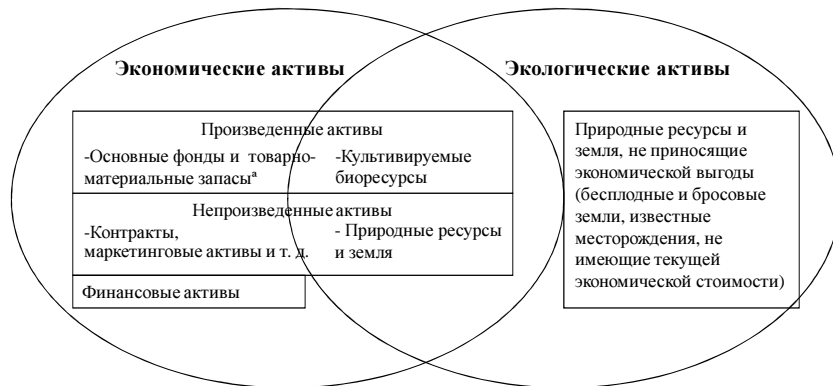 Экономические активы
Экологические активы
Произведенные активы
-Основные фонды и товарно-
материальные запасыª
-Культивируемые
биоресурсы
Непроизведенные активы
-Контракты,
маркетинговые активы и т. д.
- Природные ресурсы
и земля
Финансовые активы
Природные ресурсы и
земля, не приносящие
экономической выгоды
(бесплодные и бросовые
земли, известные
месторождения, не
имеющие текущей
экономической стоимости)